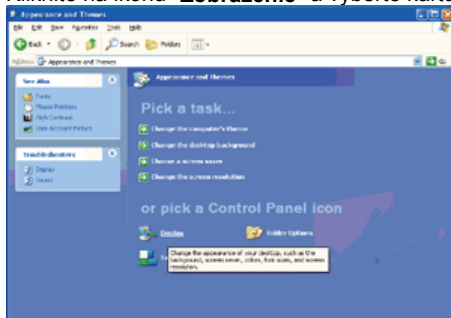 "Zobrazenie" a vyberte kartu
Appearance and Themes
File Edit View Favorites Tools Help
Back Search Folders
Address Appearance and Themes Go
See Also
Fonts
Mouse Pointers
High Contrast
User Account Picture
Troubleshooters
Display
Sound
Appearance and Themes
Pick a task...
Change the computer's theme
Change the desktop background
Choose a screen saver
Change the screen resolution
or pick a Control Panel icon
Display Folder Options
Change the appearance of your desktop, such as the
background, screen saver, colors, font sizes, and screen
resolution.